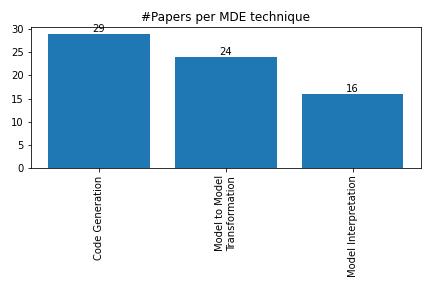 #Papers per MDE technique
30
25
20
15
10
5
0
29
24
16
Code Generation
Model to Model
Transformation
Model Interpretation